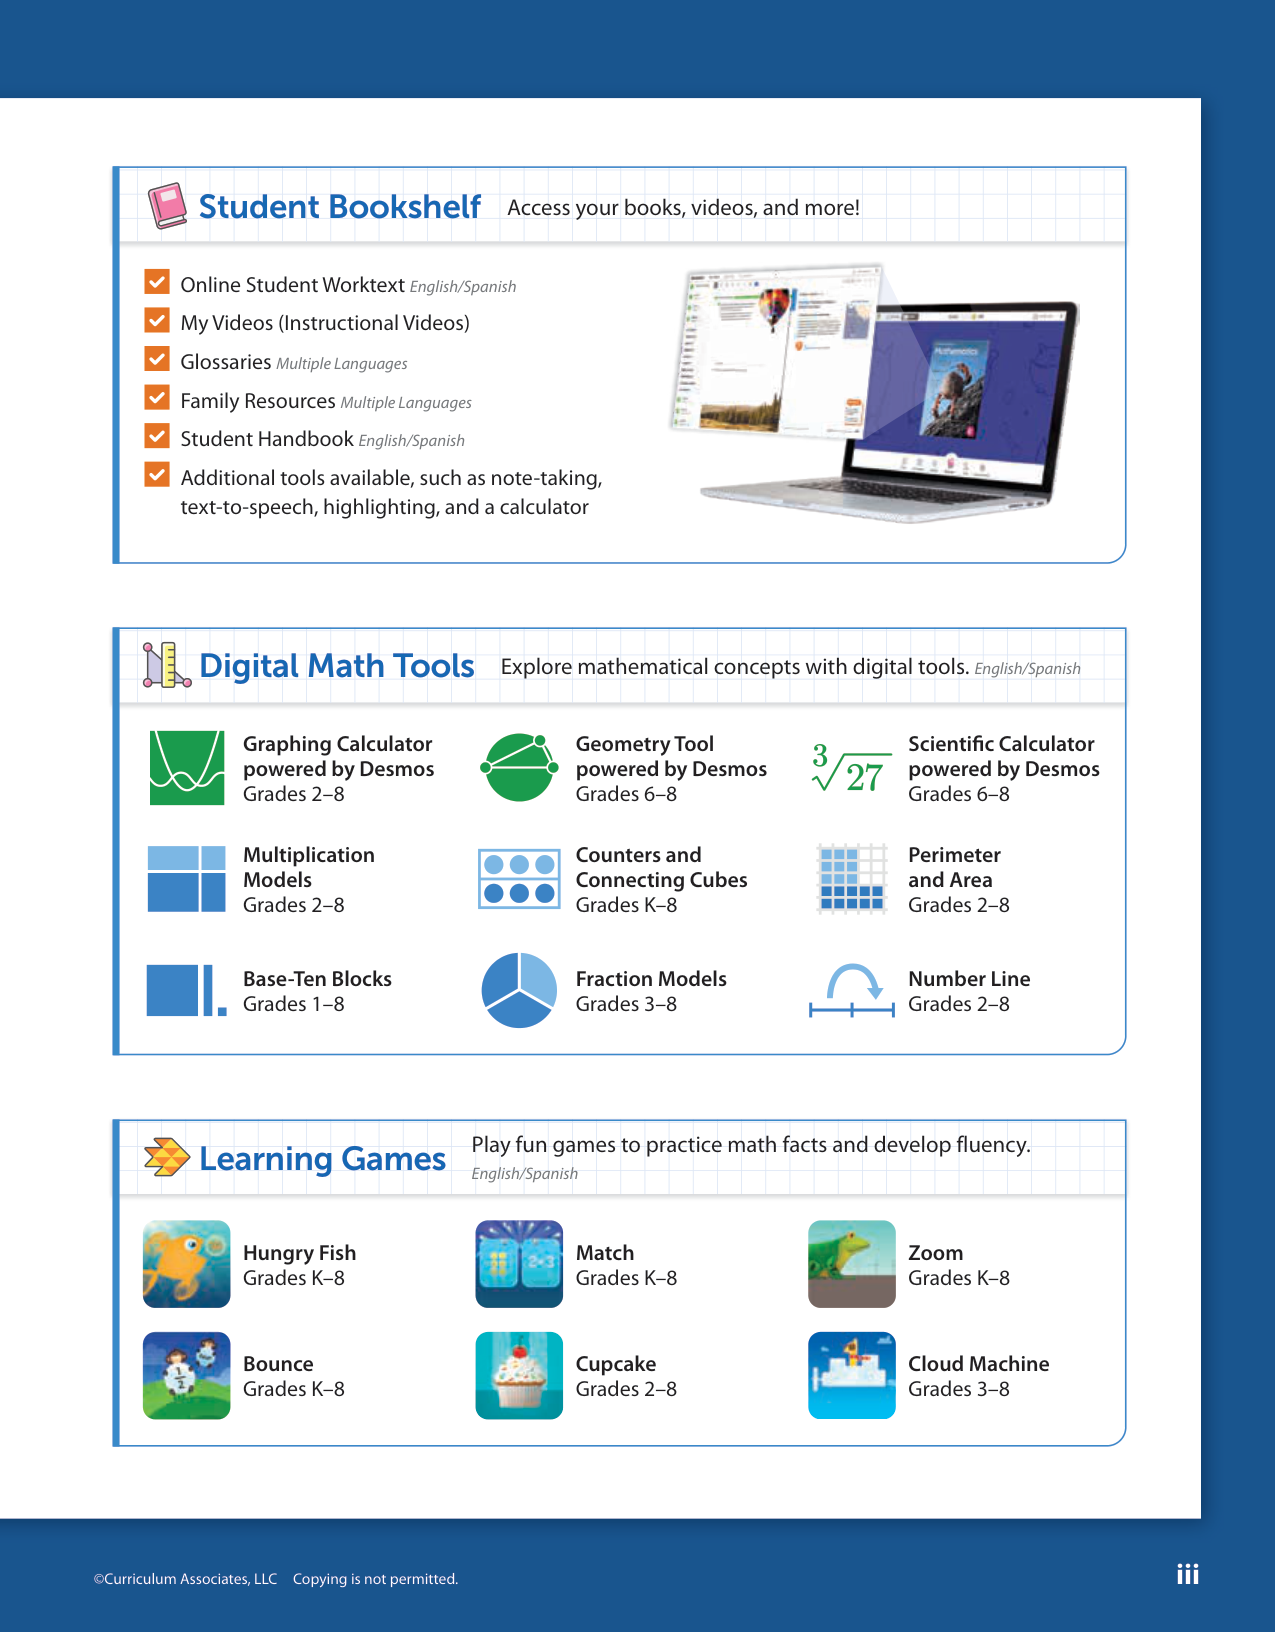 Student Bookshelf Access your books, videos, and more!
Online Student Worktext English/Spanish
My Videos (Instructional Videos)
Glossaries Multiple Languages
Family Resources Multiple Languages
Student Handbook English/Spanish
Additional tools available, such as note-taking,
text-to-speech, highlighting, and a calculator
Mathematics
Digital Math Tools Explore mathematical concepts with digital tools. English/Spanish
Graphing Calculator
powered by Desmos
Grades 2–8
Geometry Tool
powered by Desmos
Grades 6–8
3√27
Scientific Calculator
powered by Desmos
Grades 6–8
Multiplication
Models
Grades 2–8
Counters and
Connecting Cubes
Grades K–8
Perimeter
and Area
Grades 2–8
Base-Ten Blocks
Grades 1–8
Fraction Models
Grades 3–8
Number Line
Grades 2–8
Learning Games Play fun games to practice math facts and develop fluency.
English/Spanish
Hungry Fish
Grades K–8
2×3
Match
Grades K–8
Zoom
Grades K–8
1/2
Bounce
Grades K–8
Cupcake
Grades 2–8
Cloud Machine
Grades 3–8
©Curriculum Associates, LLC Copying is not permitted.
iii